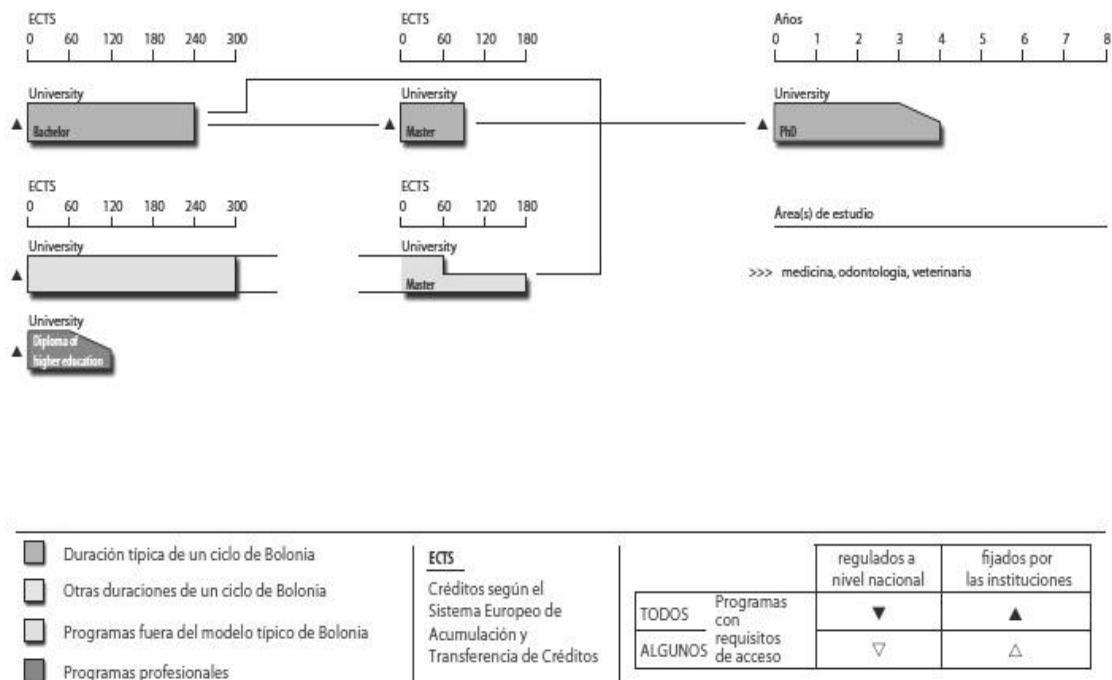 ECTS
0 60 120 180 240 300
ECTS
0 60 120 180
Años
0 1 2 3 4 5 6 7 8
University
Bachelor
University
Master
University
PhD
ECTS
0 60 120 180 240 300
ECTS
0 60 120 180
Área(s) de estudio
University
University
Master
>>> medicina, odontología, veterinaria
University
Diploma of
higher education
Duración típica de un ciclo de Bolonia
Otras duraciones de un ciclo de Bolonia
Programas fuera del modelo típico de Bolonia
Programas profesionales
ECTS
Créditos según el
Sistema Europeo de
Acumulación y
Transferencia de Créditos
regulados a
nivel nacional
fijados por
las instituciones
TODOS
ALGUNOS
Programas
con
requisitos
de acceso